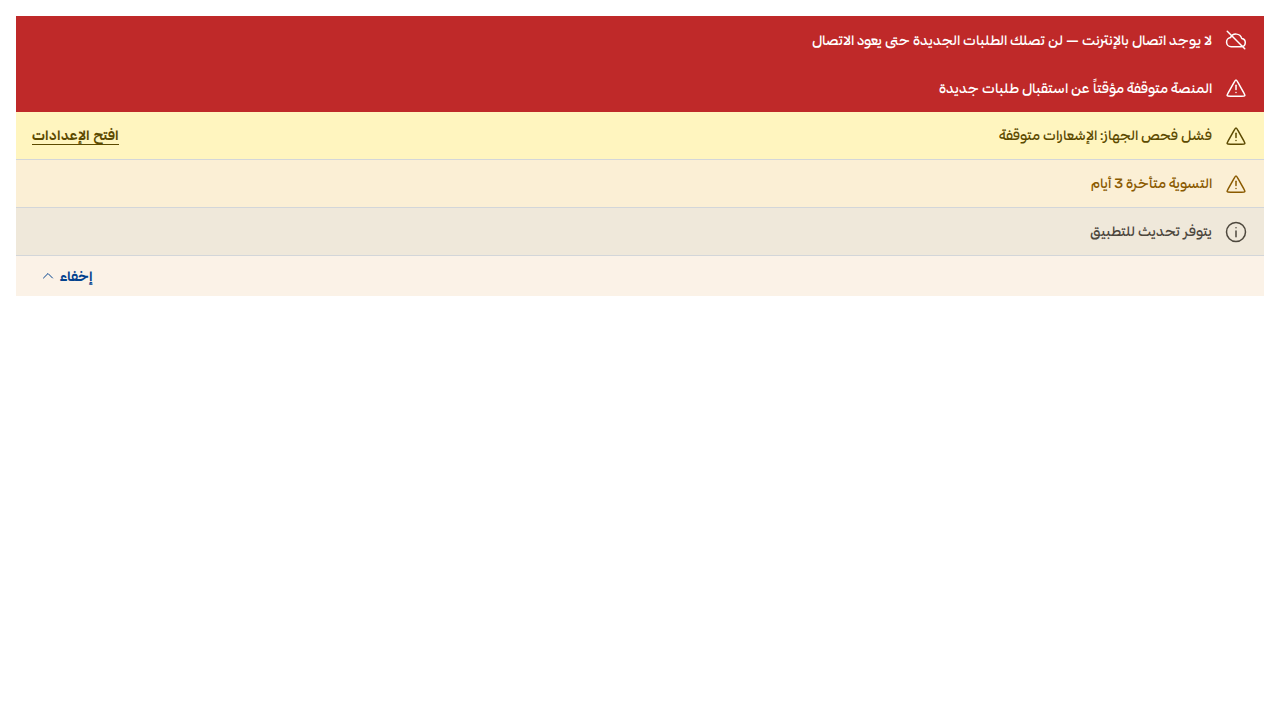 لا يوجد اتصال بالإنترنت — لن تصلك الطلبات الجديدة حتى يعود الاتصال
المنصة متوقفة مؤقتاً عن استقبال طلبات جديدة
فشل فحص الجهاز: الإشعارات متوقفة افتح الإعدادات
التسوية متأخرة 3 أيام
يتوفر تحديث للتطبيق
إخفاء